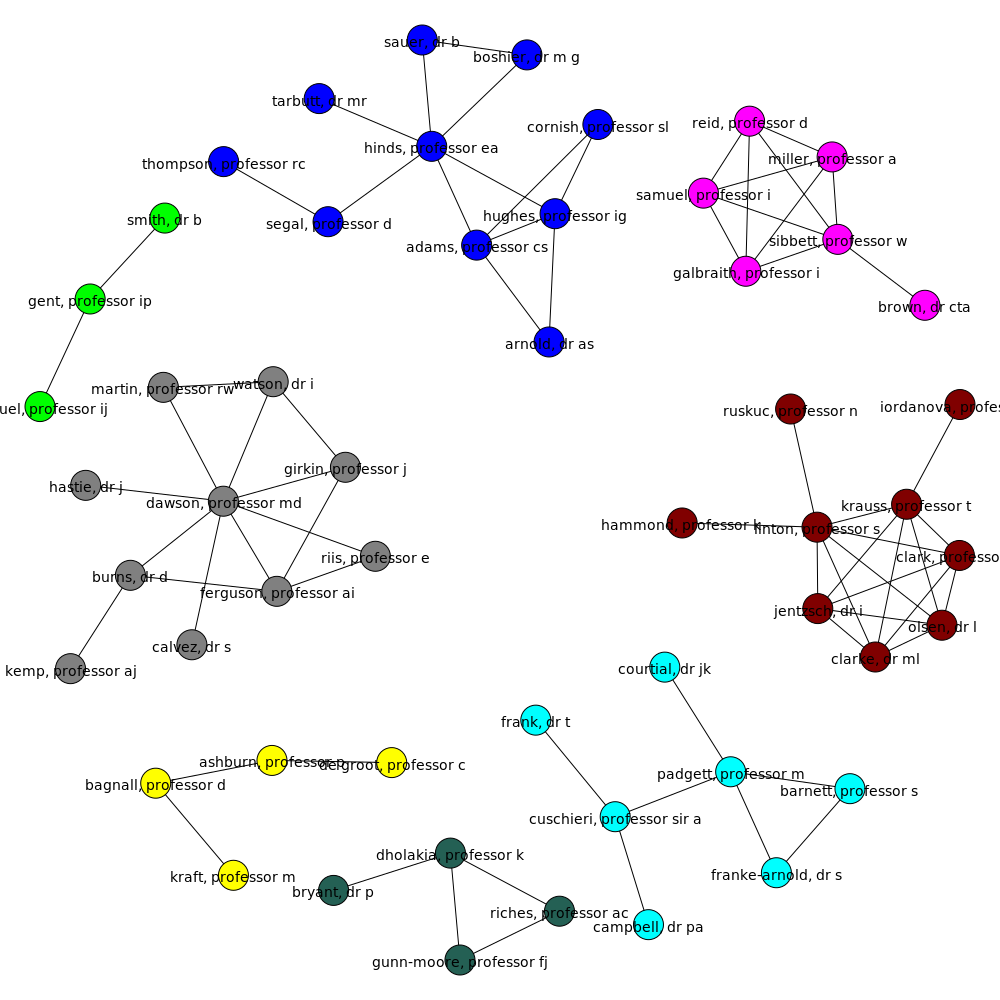 sauer, dr b
boshier, dr m g
tarbutt, dr mr
cornish, professor sl
reid, professor d
hinds, professor ea
miller, professor a
thompson, professor rc
samuel, professor i
smith, dr b
segal, professor d
hughes, professor ig
adams, professor cs
sibbett, professor w
galbraith, professor i
gent, professor ip
brown, dr cta
arnold, dr as
martin, professor rw
watson, dr i
uel, professor ij
ruskuc, professor n
iordanova, profes
girkin, professor j
hastie, dr j
dawson, professor md
krauss, professor t
hammond, professor k
linton, professor s
riis, professor e
clark, professo
burns, dr d
ferguson, professor ai
jentzsch, dr i
olsen, dr l
calvez, dr s
clarke, dr ml
kemp, professor aj
courtial, dr jk
frank, dr t
ashburn, professor p
delgroot, professor c
padgett, professor m
bagnall, professor d
barnett, professor s
cuschieri, professor sir a
dholakia, professor k
kraft, professor m
franke-arnold, dr s
bryant, dr p
riches, professor ac
campbell, dr pa
gunn-moore, professor fj